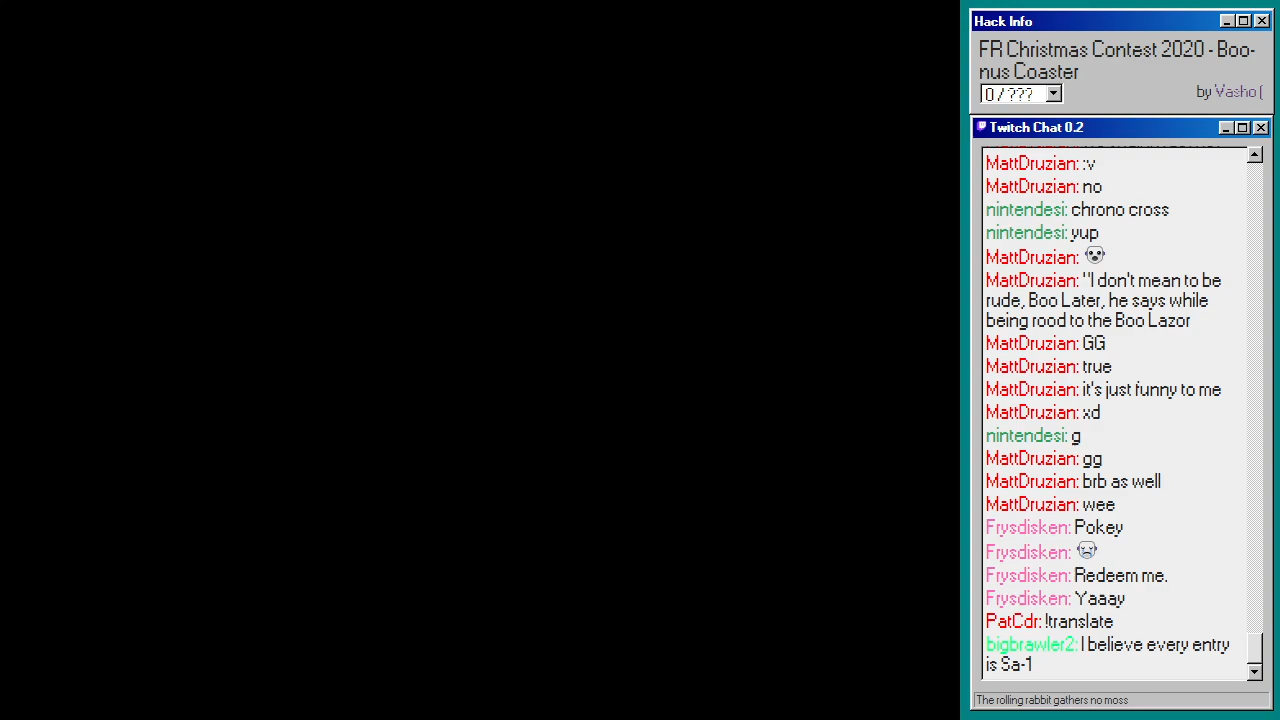 Hack Info
FR Christmas Contest 2020 - Boo-
nus Coaster
0 / ???
by Vasho (
Twitch Chat 0.2
MattDruzian: :v
MattDruzian: no
nintendesi: chrono cross
nintendesi: yup
MattDruzian:
MattDruzian: "I don't mean to be
rude, Boo Later, he says while
being rood to the Boo Lazor
MattDruzian: GG
MattDruzian: true
MattDruzian: it's just funny to me
MattDruzian: xd
nintendesi: g
MattDruzian: gg
MattDruzian: brb as well
MattDruzian: wee
Frysdisken: Pokey
Frysdisken:
Frysdisken: Redeem me.
Frysdisken: Yaaay
PatCdr: !translate
bigbrawler2: I believe every entry
is Sa-1
The rolling rabbit gathers no moss